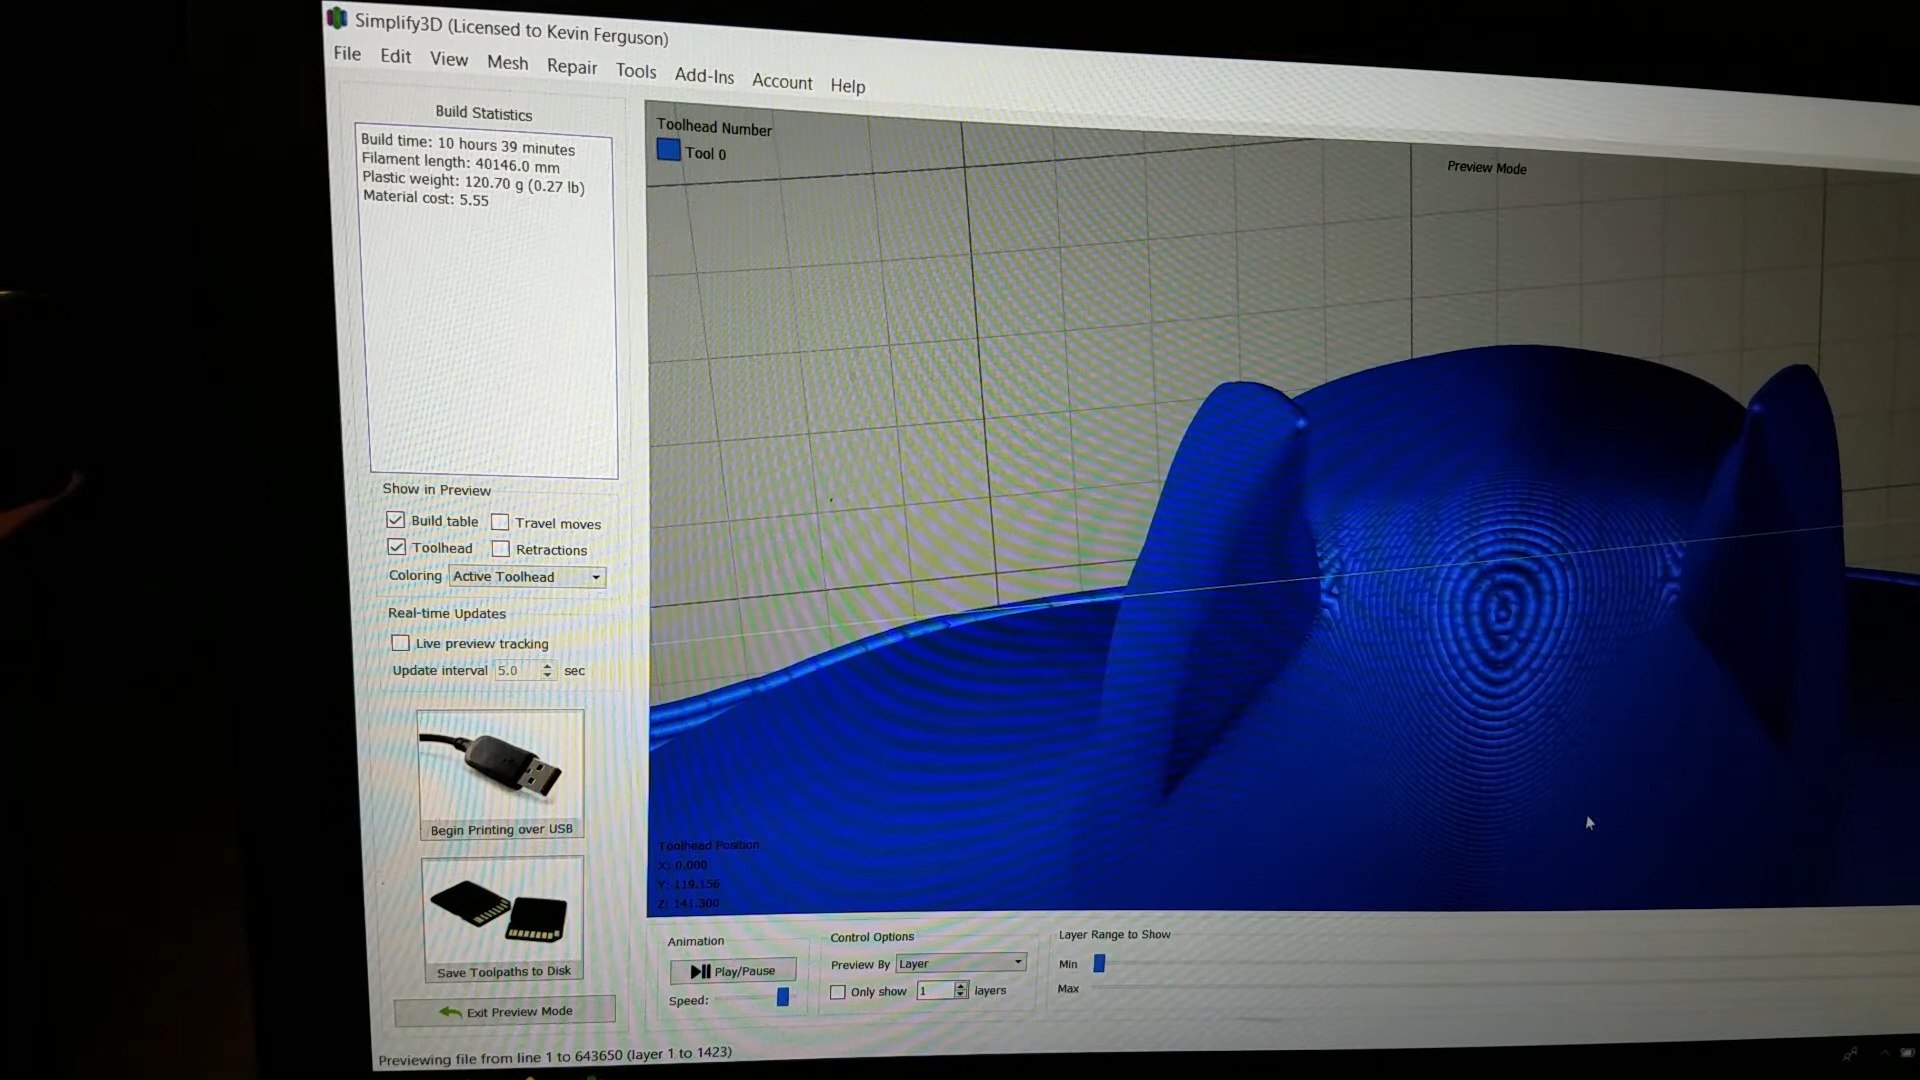 Simplify3D (Licensed to Kevin Ferguson)
File Edit View Mesh Repair Tools Add-Ins Account Help
Build Statistics
Build time: 10 hours 39 minutes
Filament length: 40146.0 mm
Plastic weight: 120.70 g (0.27 lb)
Material cost: 5.55
Toolhead Number
Tool 0
Preview Mode
Show in Preview
Build table Travel moves
Toolhead Retractions
Coloring Active Toolhead
Real-time Updates
Live preview tracking
Update interval 5.0 sec
Begin Printing over USB
Save Toolpaths to Disk
Exit Preview Mode
Toolhead Position
X: 0.000
Y: 119.156
Z: 141.300
Animation
Play/Pause
Speed:
Control Options
Preview By Layer
Only show 1 layers
Layer Range to Show
Min
Max
Previewing file from line 1 to 643650 (layer 1 to 1423)